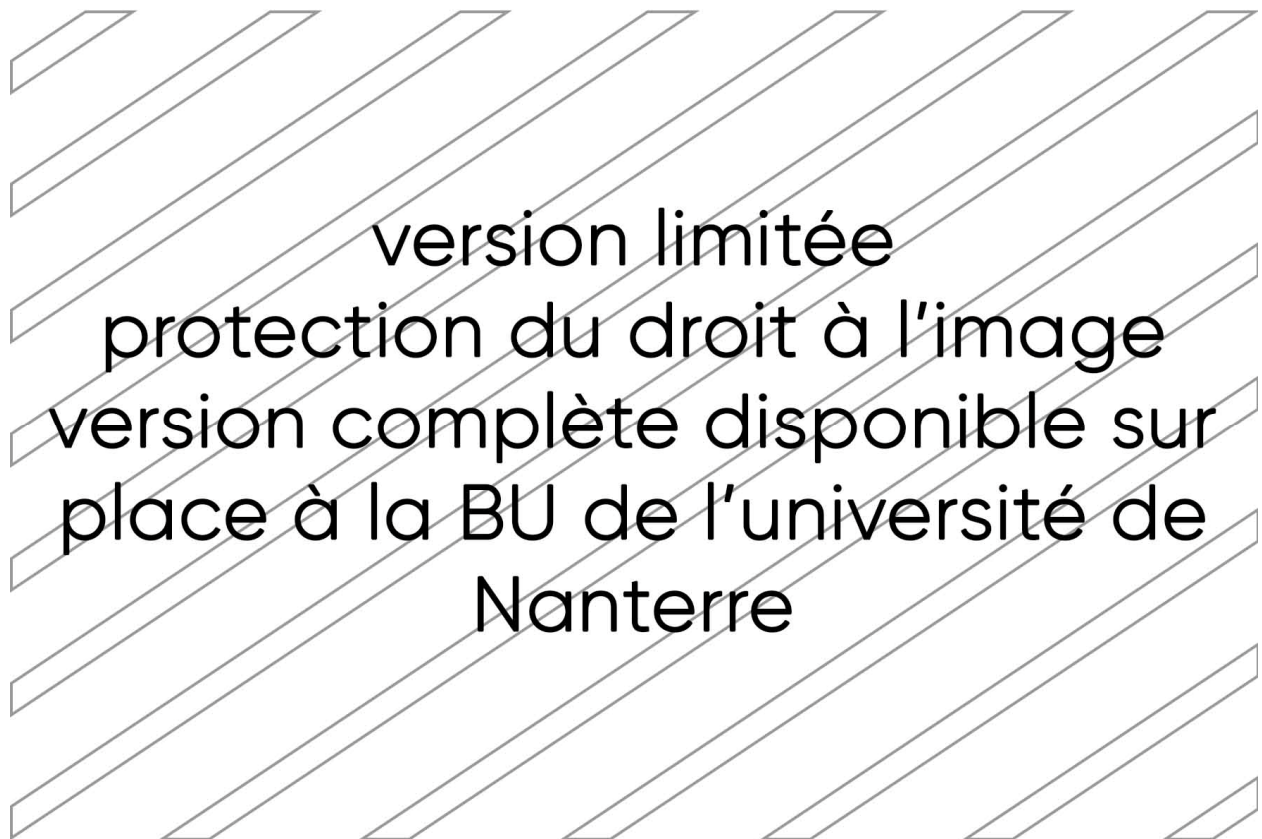 version limitée
protection du droit à l’image
version complète disponible sur
place à la BU de l’université de
Nanterre